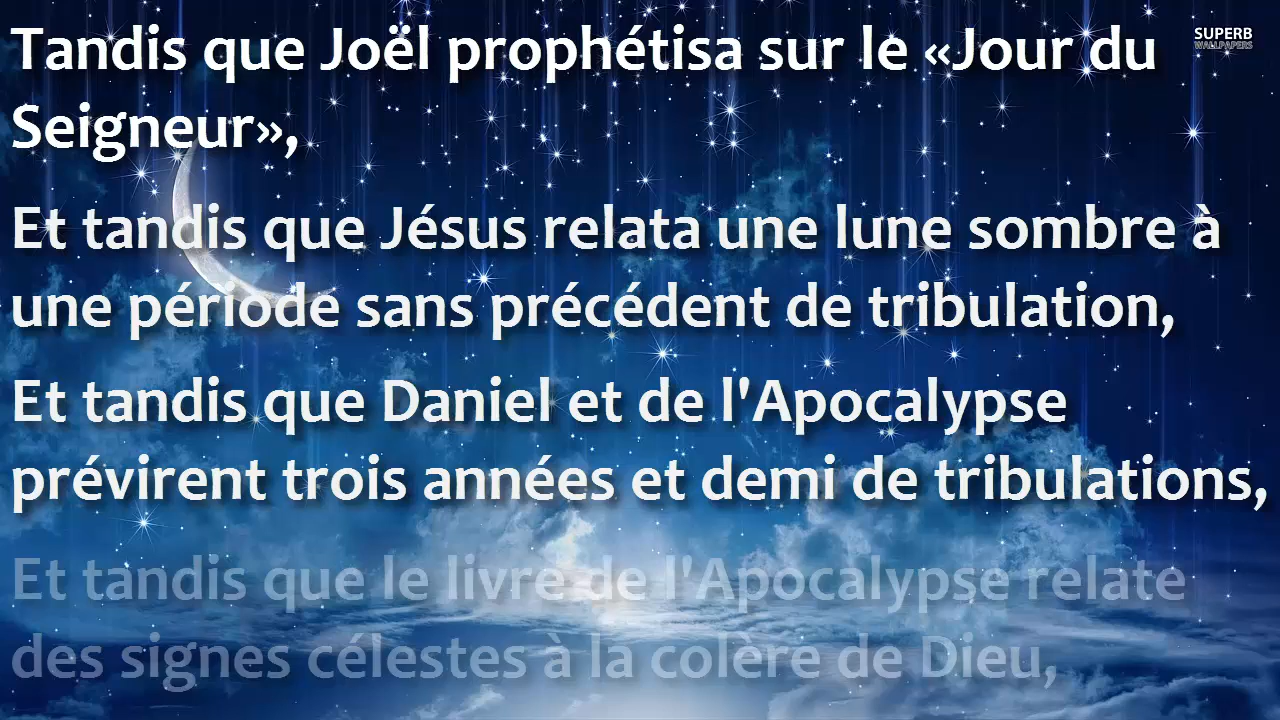 Tandis que Joël prophétisa sur le «Jour du
Seigneur»,
Et tandis que Jésus relata une lune sombre à
une période sans précédent de tribulation,
Et tandis que Daniel et de l'Apocalypse
prévirent trois années et demi de tribulations,
Et tandis que le livre de l'Apocalypse relate
des signes célestes à la colère de Dieu,
SUPERB
WALLPAPERS